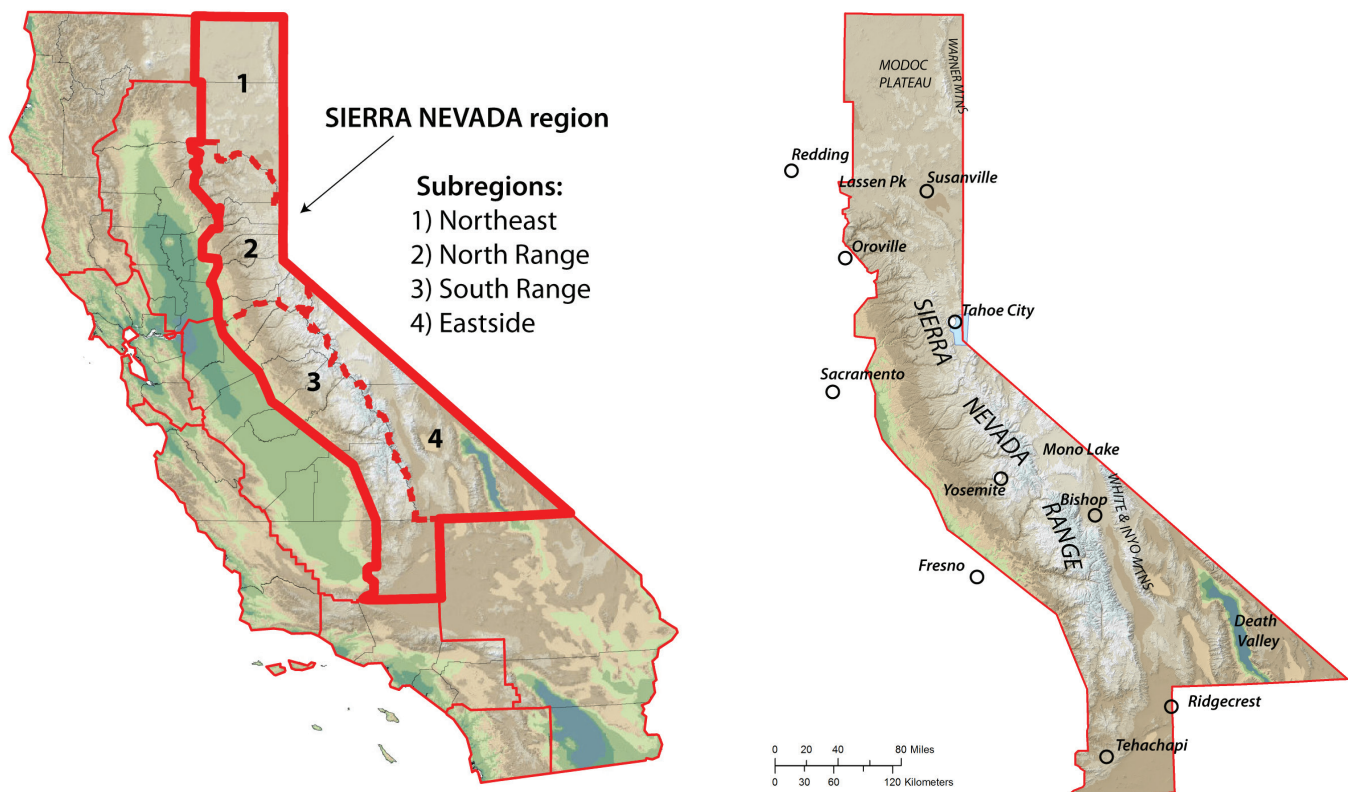 1
SIERRA NEVADA region
Subregions:
1) Northeast
2) North Range
3) South Range
4) Eastside
2
3
4
MODOC
PLATEAU
WARNER MTNS
Redding
Lassen Pk
Susanville
Oroville
Tahoe City
SIERRA
Sacramento
NEVADA
Mono Lake
Yosemite
Bishop
WHITE & INYO MTNS
RANGE
Fresno
Death
Valley
Ridgecrest
Tehachapi
0 20 40 80 Miles
0 30 60 120 Kilometers